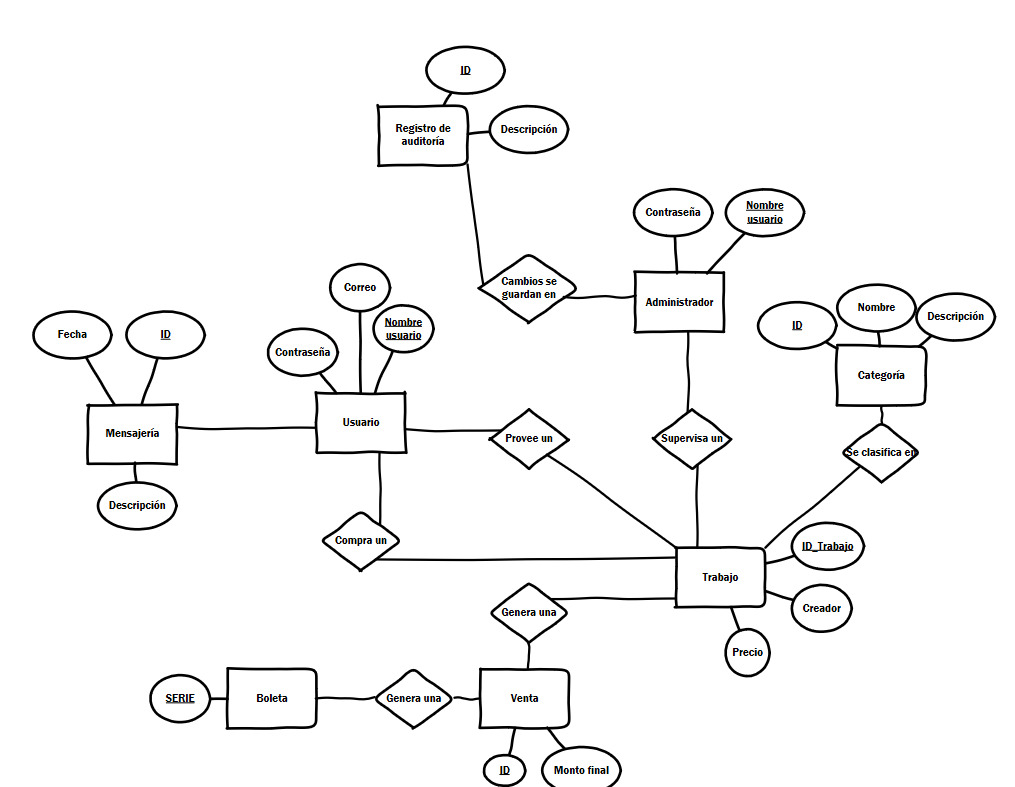 ID
Registro de
auditoría
Descripción
Contraseña
Nombre
usuario
Cambios se
guardan en
Administrador
Correo
Nombre
usuario
Contraseña
Fecha
ID
ID
Nombre
Descripción
Categoría
Mensajería
Usuario
Provee un
Supervisa un
Se clasifica en
Descripción
Compra un
ID_Trabajo
Trabajo
Creador
Genera una
Precio
SERIE
Boleta
Genera una
Venta
ID
Monto final